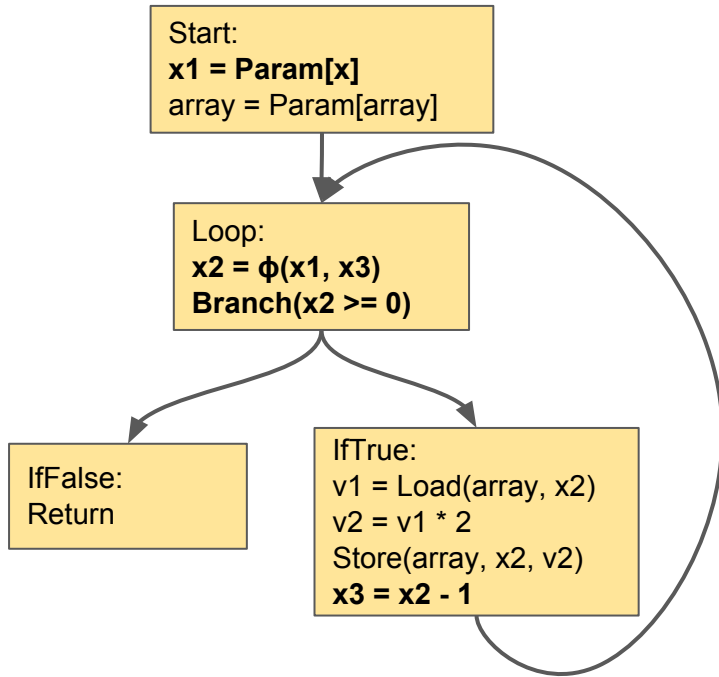 Start:
x1 = Param[x]
array = Param[array]
Loop:
x2 = ϕ(x1, x3)
Branch(x2 >= 0)
IfFalse:
Return
IfTrue:
v1 = Load(array, x2)
v2 = v1 * 2
Store(array, x2, v2)
x3 = x2 - 1